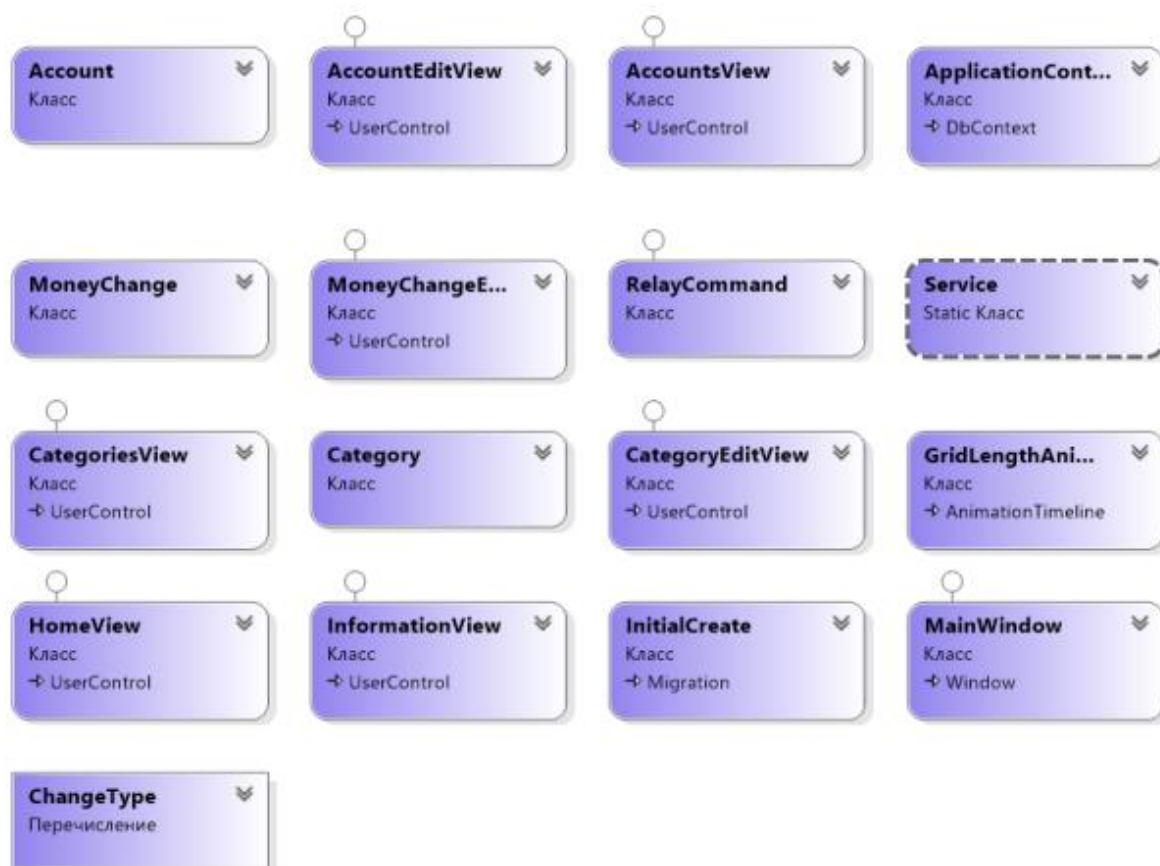 Account
Класс
AccountEditView
Класс
UserControl
AccountsView
Класс
UserControl
ApplicationCont...
Класс
DbContext
MoneyChange
Класс
MoneyChangeE...
Класс
UserControl
RelayCommand
Класс
Service
Static Класс
CategoriesView
Класс
UserControl
Category
Класс
CategoryEditView
Класс
UserControl
GridLengthAni...
Класс
AnimationTimeline
HomeView
Класс
UserControl
InformationView
Класс
UserControl
InitialCreate
Класс
Migration
MainWindow
Класс
Window
ChangeType
Перечисление